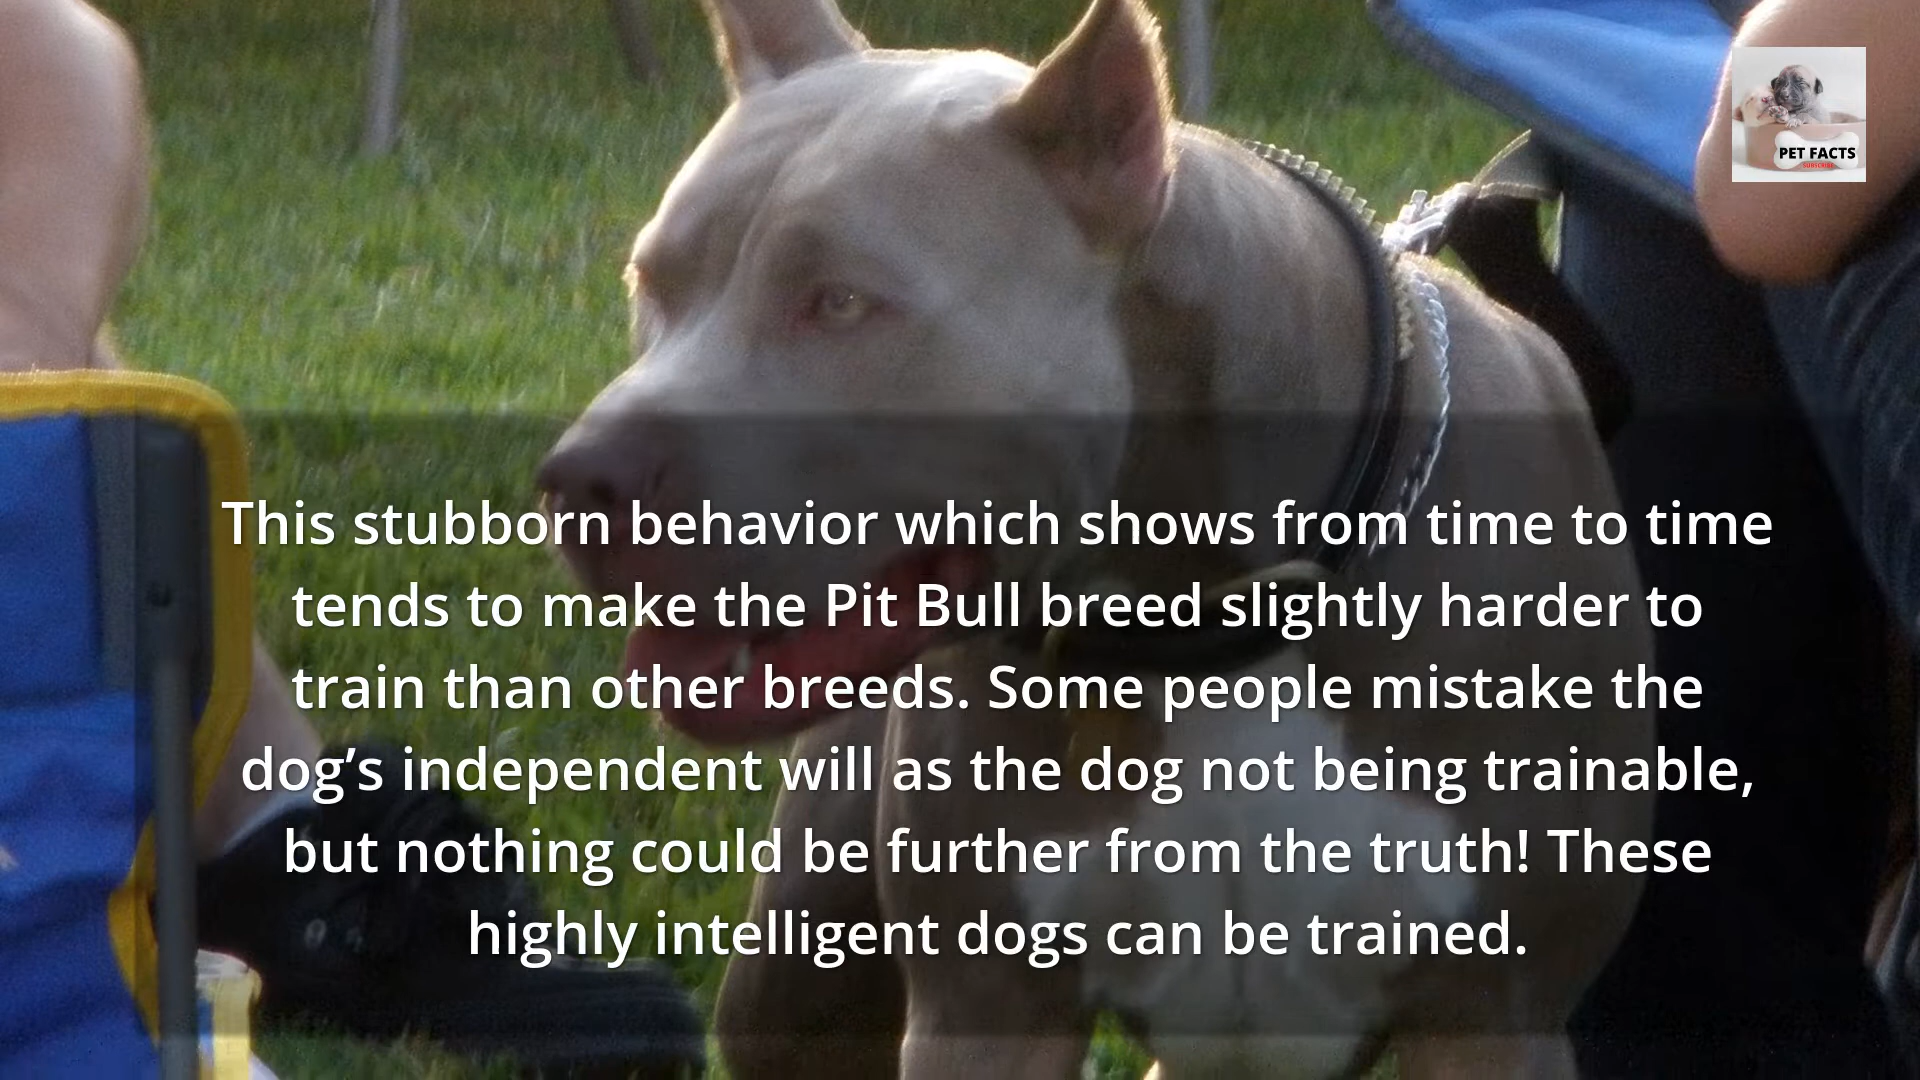 PET FACTS
SUBSCRIBE
This stubborn behavior which shows from time to time
tends to make the Pit Bull breed slightly harder to
train than other breeds. Some people mistake the
dog’s independent will as the dog not being trainable,
but nothing could be further from the truth! These
highly intelligent dogs can be trained.